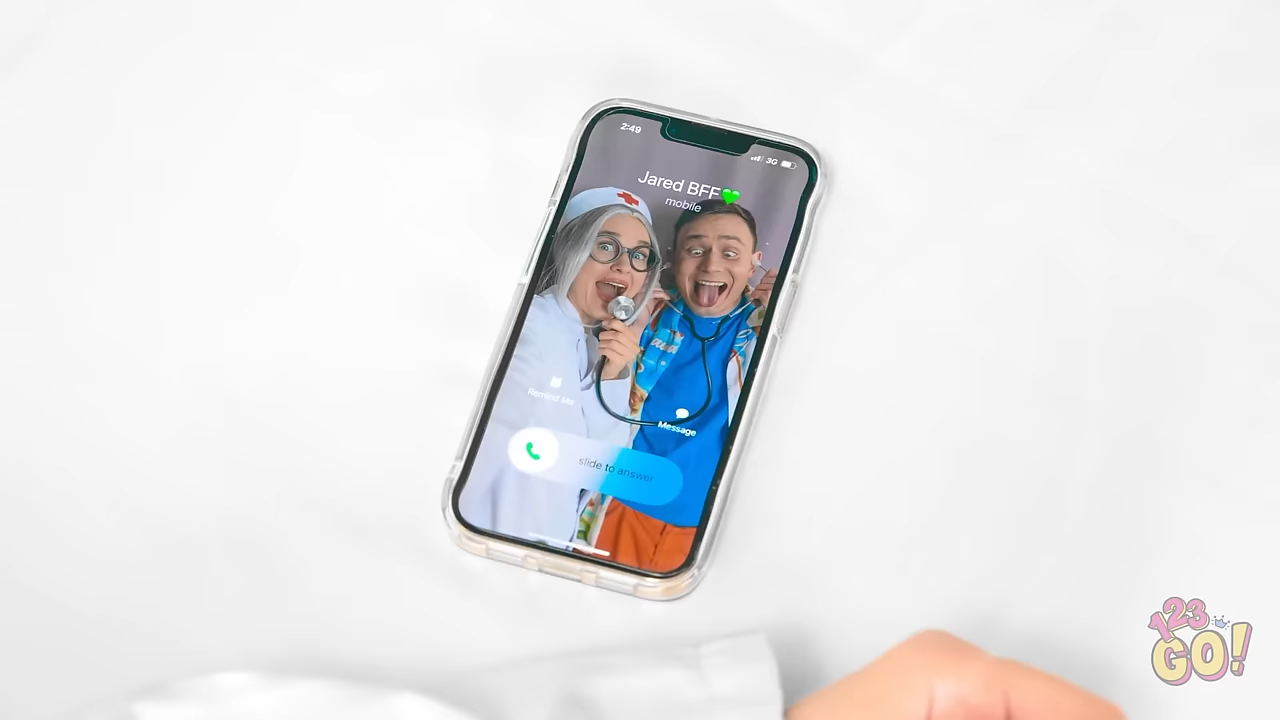 2:49
3G
Jared BFF💚
mobile
Remind Me
Message
slide to answer
123
GO!